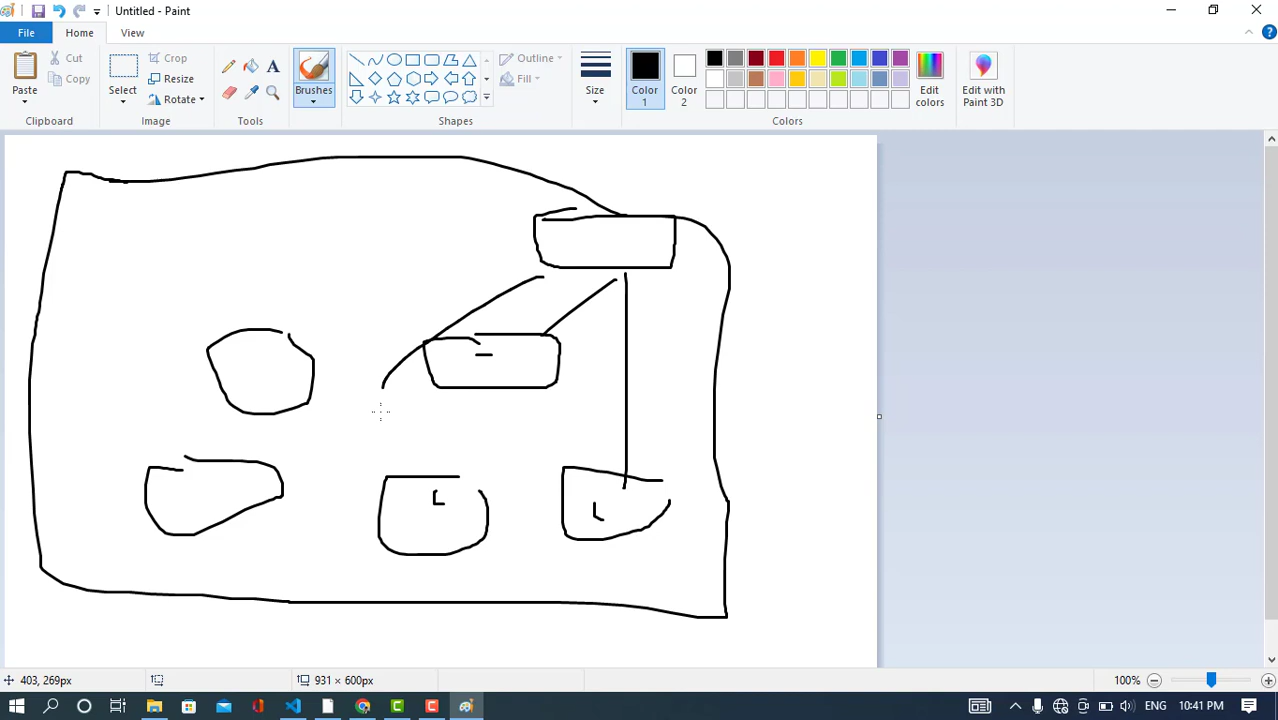 Untitled - Paint
File Home View
Paste
Cut
Copy
Clipboard
Select
Crop
Resize
Rotate
Image
A
Tools
Brushes
Outline
Fill
Shapes
Size
Color 1
Color 2
Edit colors
Colors
Edit with Paint 3D
L L
403, 269px 931 × 600px 100%
ENG 10:41 PM